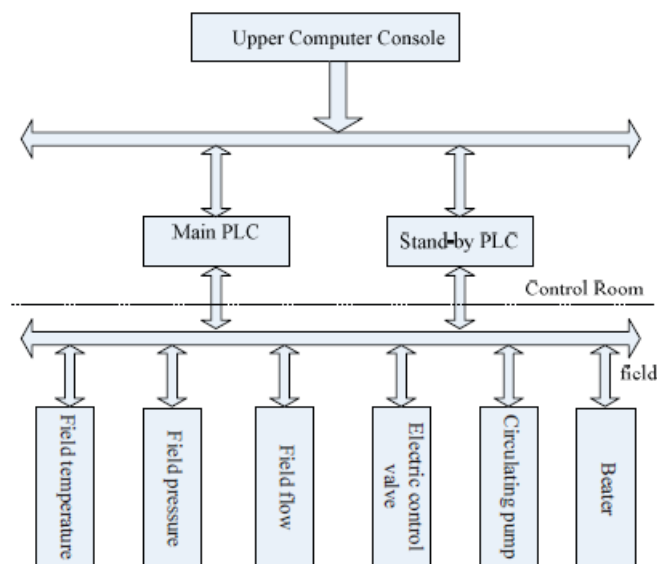 Upper Computer Console
Main PLC
Stand-by PLC
Control Room
field
Field temperature
Field pressure
Field flow
Electric control
valve
Circulating pump
Beater